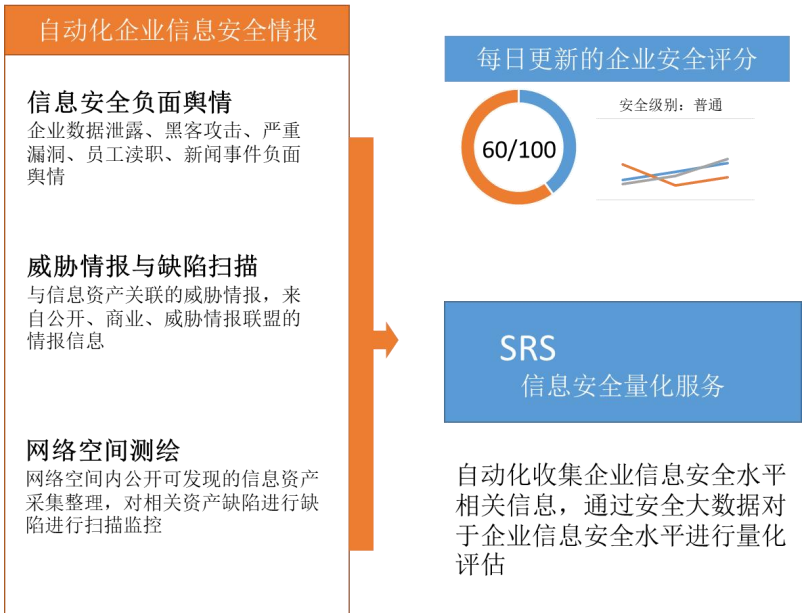 自动化企业信息安全情报
信息安全负面舆情
企业数据泄露、黑客攻击、严重
漏洞、员工渎职、新闻事件负面
舆情
威胁情报与缺陷扫描
与信息资产关联的威胁情报，来
自公开、商业、威胁情报联盟的
情报信息
网络空间测绘
网络空间内公开可发现的信息资产
采集整理，对相关资产缺陷进行缺
陷进行扫描监控
每日更新的企业安全评分
60/100
安全级别：普通
SRS
信息安全量化服务
自动化收集企业信息安全水平
相关信息，通过安全大数据对
于企业信息安全水平进行量化
评估